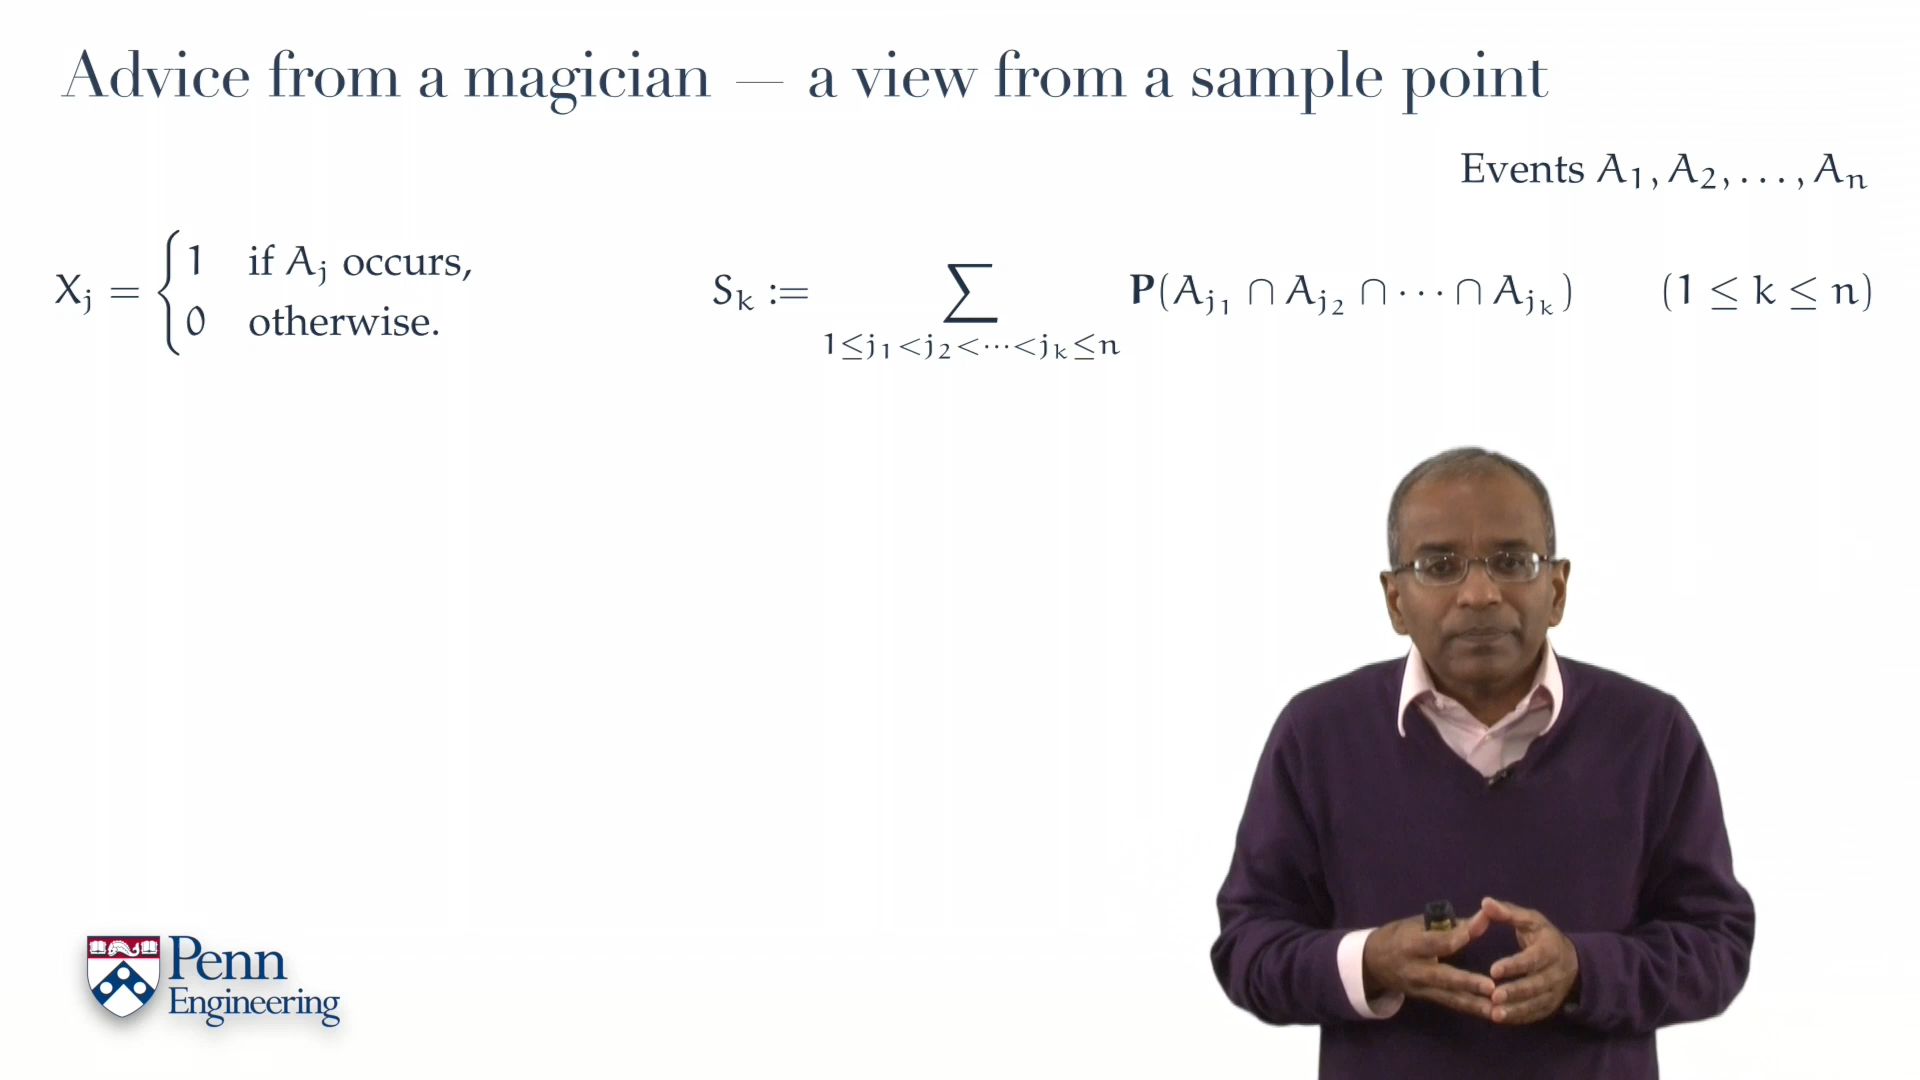 Advice from a magician — a view from a sample point
Events A₁, A₂, . . . , Aₙ
Xⱼ = { 1 if Aⱼ occurs,
0 otherwise.
Sₖ := ∑ P(Aⱼ₁ ∩ Aⱼ₂ ∩ · · · ∩ Aⱼₖ) (1 ≤ k ≤ n)
1≤j₁<j₂<···<jₖ≤n
Penn
Engineering